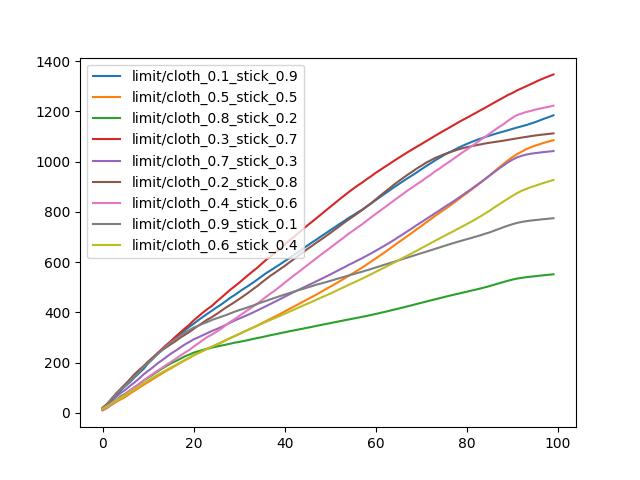 1400
1200
1000
800
600
400
200
0
limit/cloth_0.1_stick_0.9
limit/cloth_0.5_stick_0.5
limit/cloth_0.8_stick_0.2
limit/cloth_0.3_stick_0.7
limit/cloth_0.7_stick_0.3
limit/cloth_0.2_stick_0.8
limit/cloth_0.4_stick_0.6
limit/cloth_0.9_stick_0.1
limit/cloth_0.6_stick_0.4
0 20 40 60 80 100